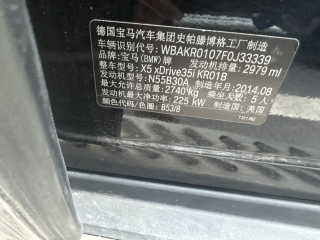 德国宝马汽车集团史帕滕博格工厂制造
车辆识别代号: WBAKR0107F0J33339
品牌: 宝马(BMW)牌 发动机排量: 2979 ml
整车型号: X5 xDrive35i KR01B
发动机型号: N55B30A 制造年月: 2014.08
最大允许总质量: 2740 kg 乘坐人数: 5 人
发动机最大净功率: 225 kW 制造国: 美国
颜色代码/色圈: B53/8